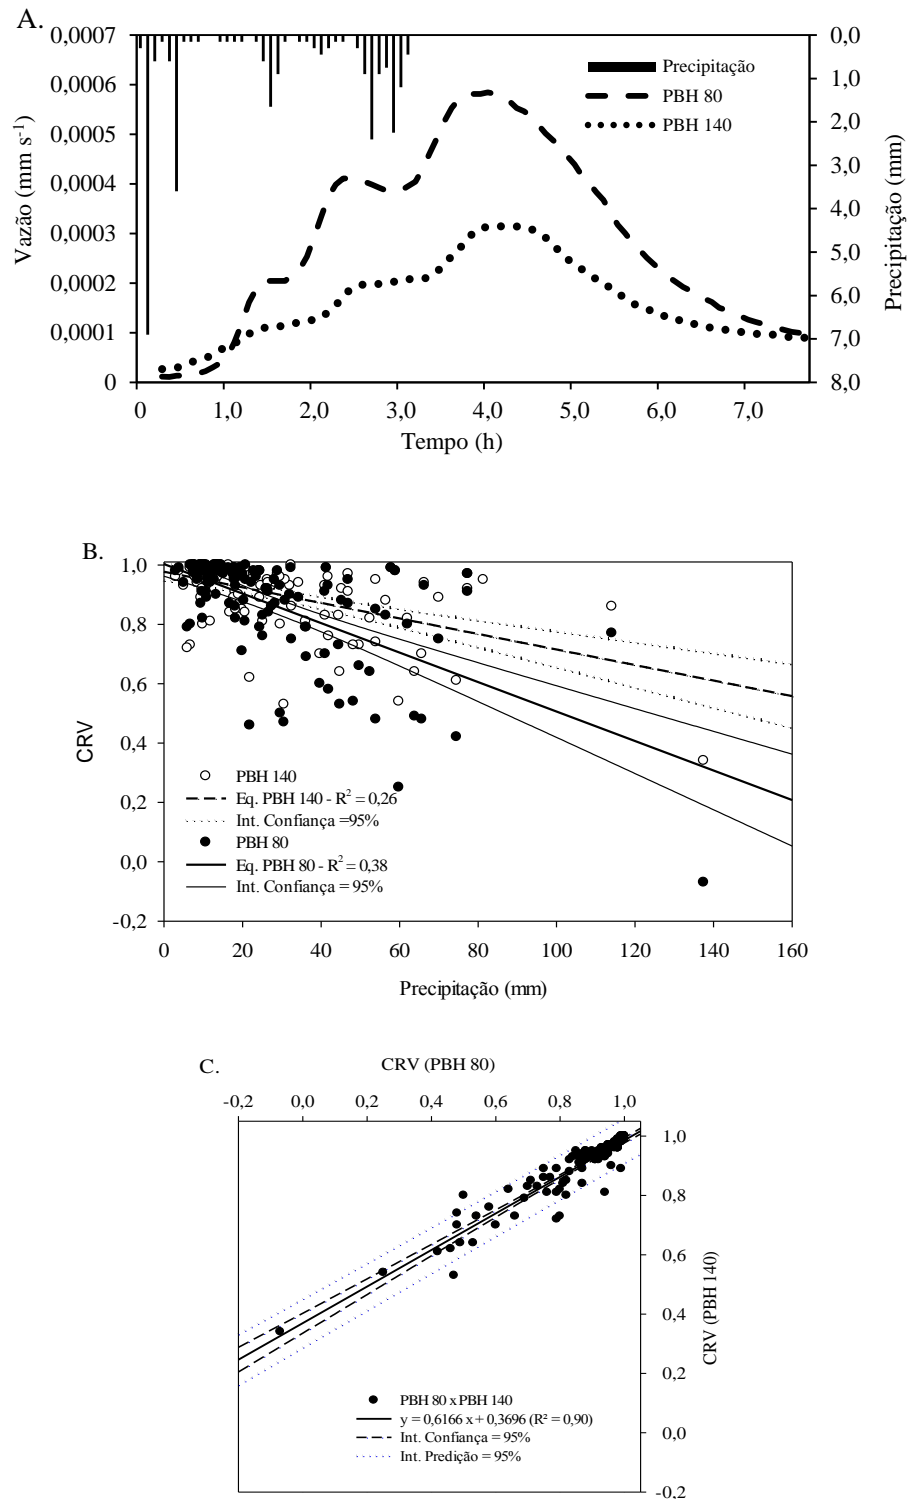 A.
0,0007
0,0006
0,0005
0,0004
0,0003
0,0002
0,0001
0
Vazão (mm s⁻¹)
0,0
1,0
2,0
3,0
4,0
5,0
6,0
7,0
8,0
Precipitação (mm)
Precipitação
PBH 80
PBH 140
0 1,0 2,0 3,0 4,0 5,0 6,0 7,0
Tempo (h)
B.
1,0
0,8
0,6
0,4
0,2
0,0
-0,2
CRV
PBH 140
Eq. PBH 140 - R² = 0,26
Int. Confiança =95%
PBH 80
Eq. PBH 80 - R² = 0,38
Int. Confiança = 95%
0 20 40 60 80 100 120 140 160
Precipitação (mm)
C.
CRV (PBH 80)
-0,2 0,0 0,2 0,4 0,6 0,8 1,0
1,0
0,8
0,6
0,4
0,2
0,0
-0,2
CRV (PBH 140)
PBH 80 x PBH 140
y = 0,6166 x + 0,3696 (R² = 0,90)
Int. Confiança = 95%
Int. Predição = 95%